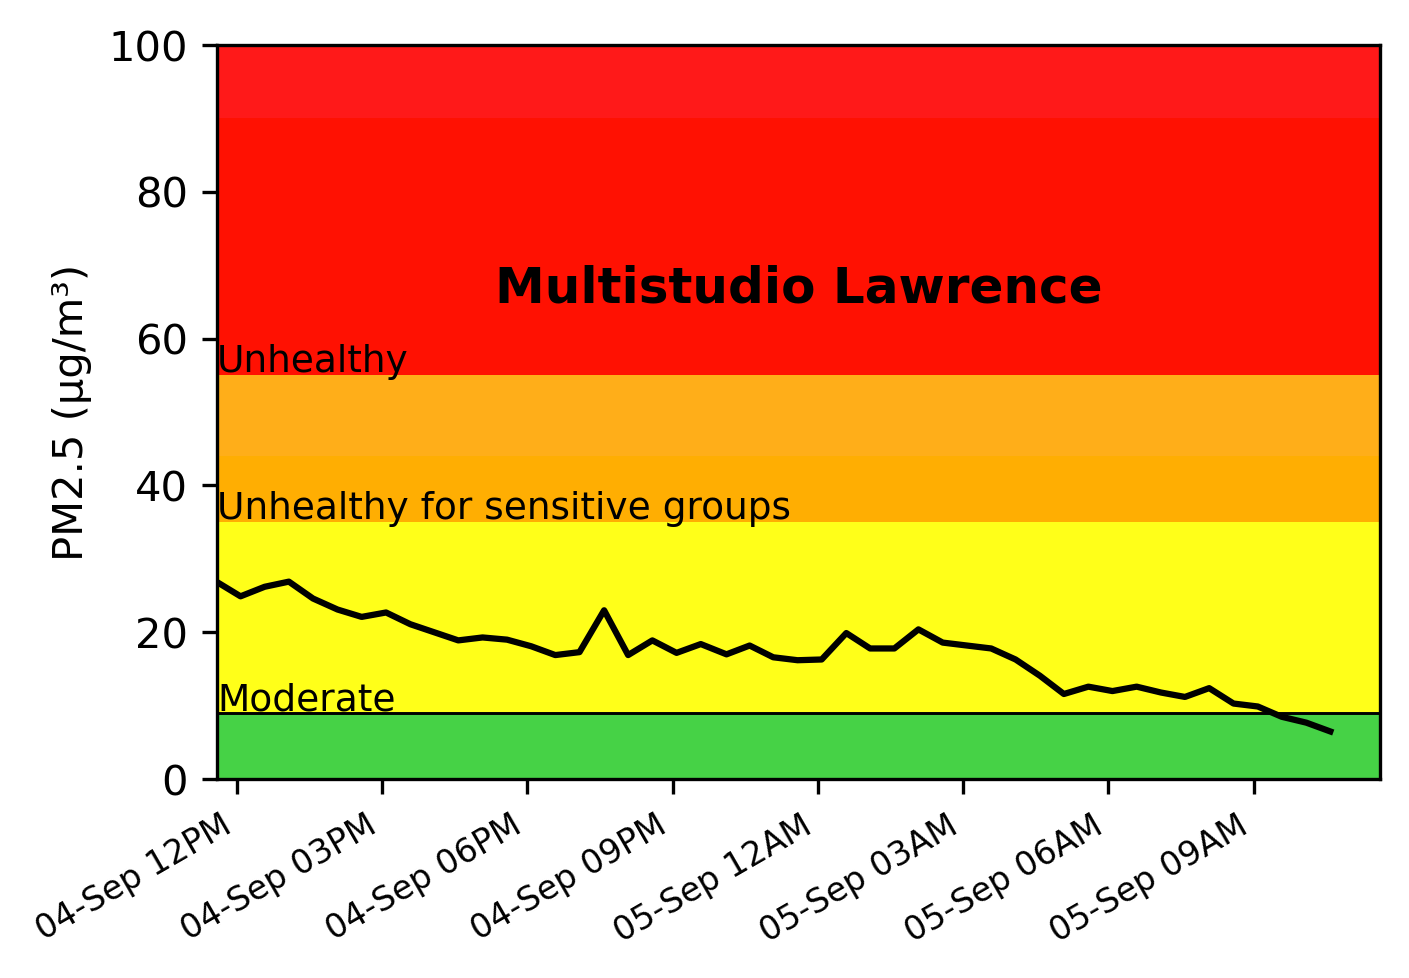 100
80
60
40
20
0
PM2.5 (µg/m³)
Multistudio Lawrence
Unhealthy
Unhealthy for sensitive groups
Moderate
04-Sep 12PM
04-Sep 03PM
04-Sep 06PM
04-Sep 09PM
05-Sep 12AM
05-Sep 03AM
05-Sep 06AM
05-Sep 09AM